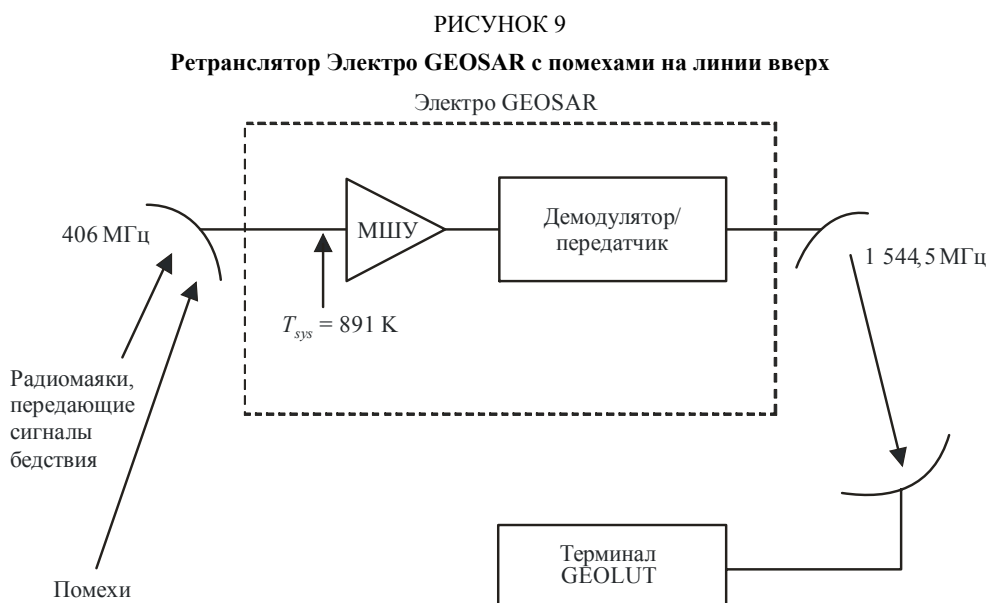 РИСУНОК 9
Ретранслятор Электро GEOSAR с помехами на линии вверх
Электро GEOSAR
406 МГц
МШУ
Демодулятор/
передатчик
1 544,5 МГц
Tsys = 891 K
Радиомаяки,
передающие
сигналы
бедствия
Помехи
Терминал
GEOLUT